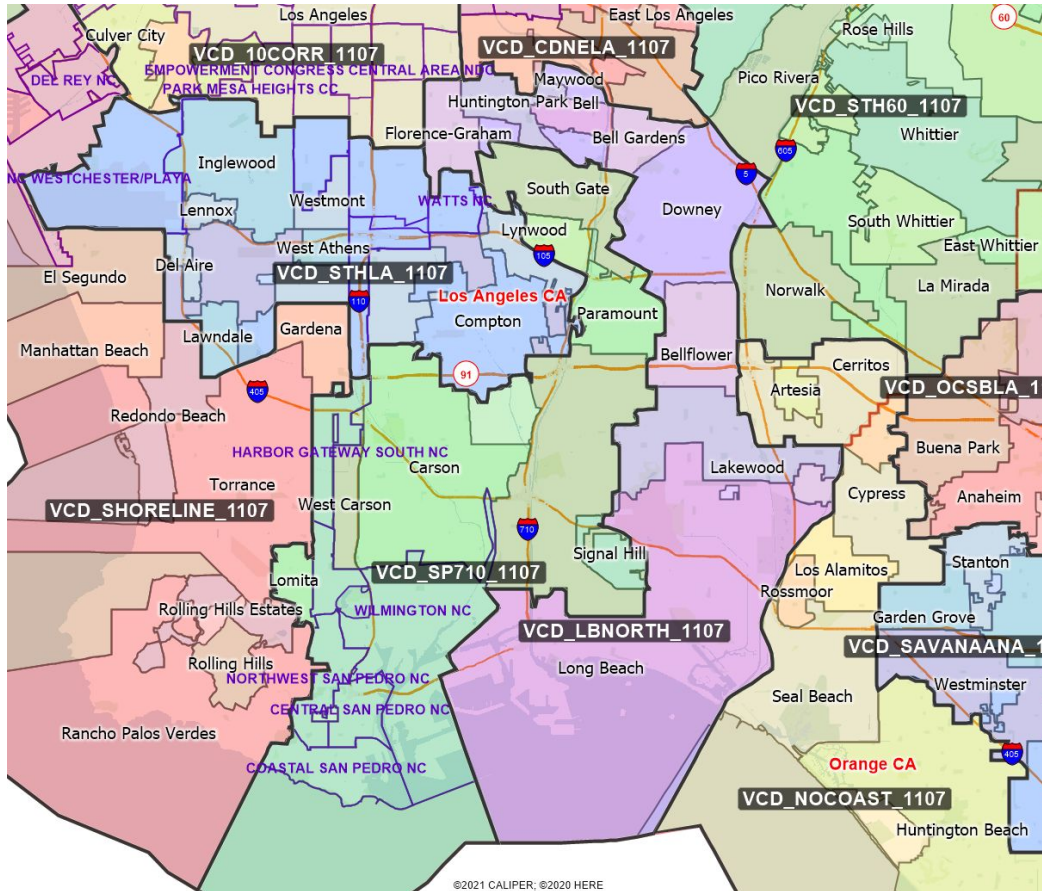 Los Angeles
East Los Angeles
60
Culver City
Rose Hills
VCD_10CORR_1107
VCD_CDNELA_1107
EMPOWERMENT CONGRESS CENTRAL AREA NDC
DEL REY NC
PARK MESA HEIGHTS CC
Maywood
Pico Rivera
Huntington Park
Bell
VCD_STH60_1107
Florence-Graham
Bell Gardens
Whittier
605
Inglewood
5
NC WESTCHESTER/PLAYA
South Gate
Lennox
Westmont
WATTS NC
Downey
South Whittier
Lynwood
East Whittier
West Athens
105
Del Aire
El Segundo
VCD_STHLA_1107
La Mirada
Norwalk
110
Los Angeles CA
Compton
Paramount
Lawndale
Gardena
Manhattan Beach
Bellflower
Cerritos
91
Artesia
VCD_OCSBLA_1
405
Redondo Beach
Buena Park
HARBOR GATEWAY SOUTH NC
Carson
Lakewood
Torrance
Cypress
Anaheim
West Carson
VCD_SHORELINE_1107
710
Signal Hill
Stanton
Los Alamitos
VCD_SP710_1107
Lomita
Rossmoor
Rolling Hills Estates
WILMINGTON NC
Garden Grove
VCD_LBNORTH_1107
VCD_SAVANAANA_1
Rolling Hills
Long Beach
NORTHWEST SAN PEDRO NC
Westminster
Seal Beach
CENTRAL SAN PEDRO NC
Rancho Palos Verdes
405
COASTAL SAN PEDRO NC
Orange CA
VCD_NOCOAST_1107
Huntington Beach
©2021 CALIPER; ©2020 HERE